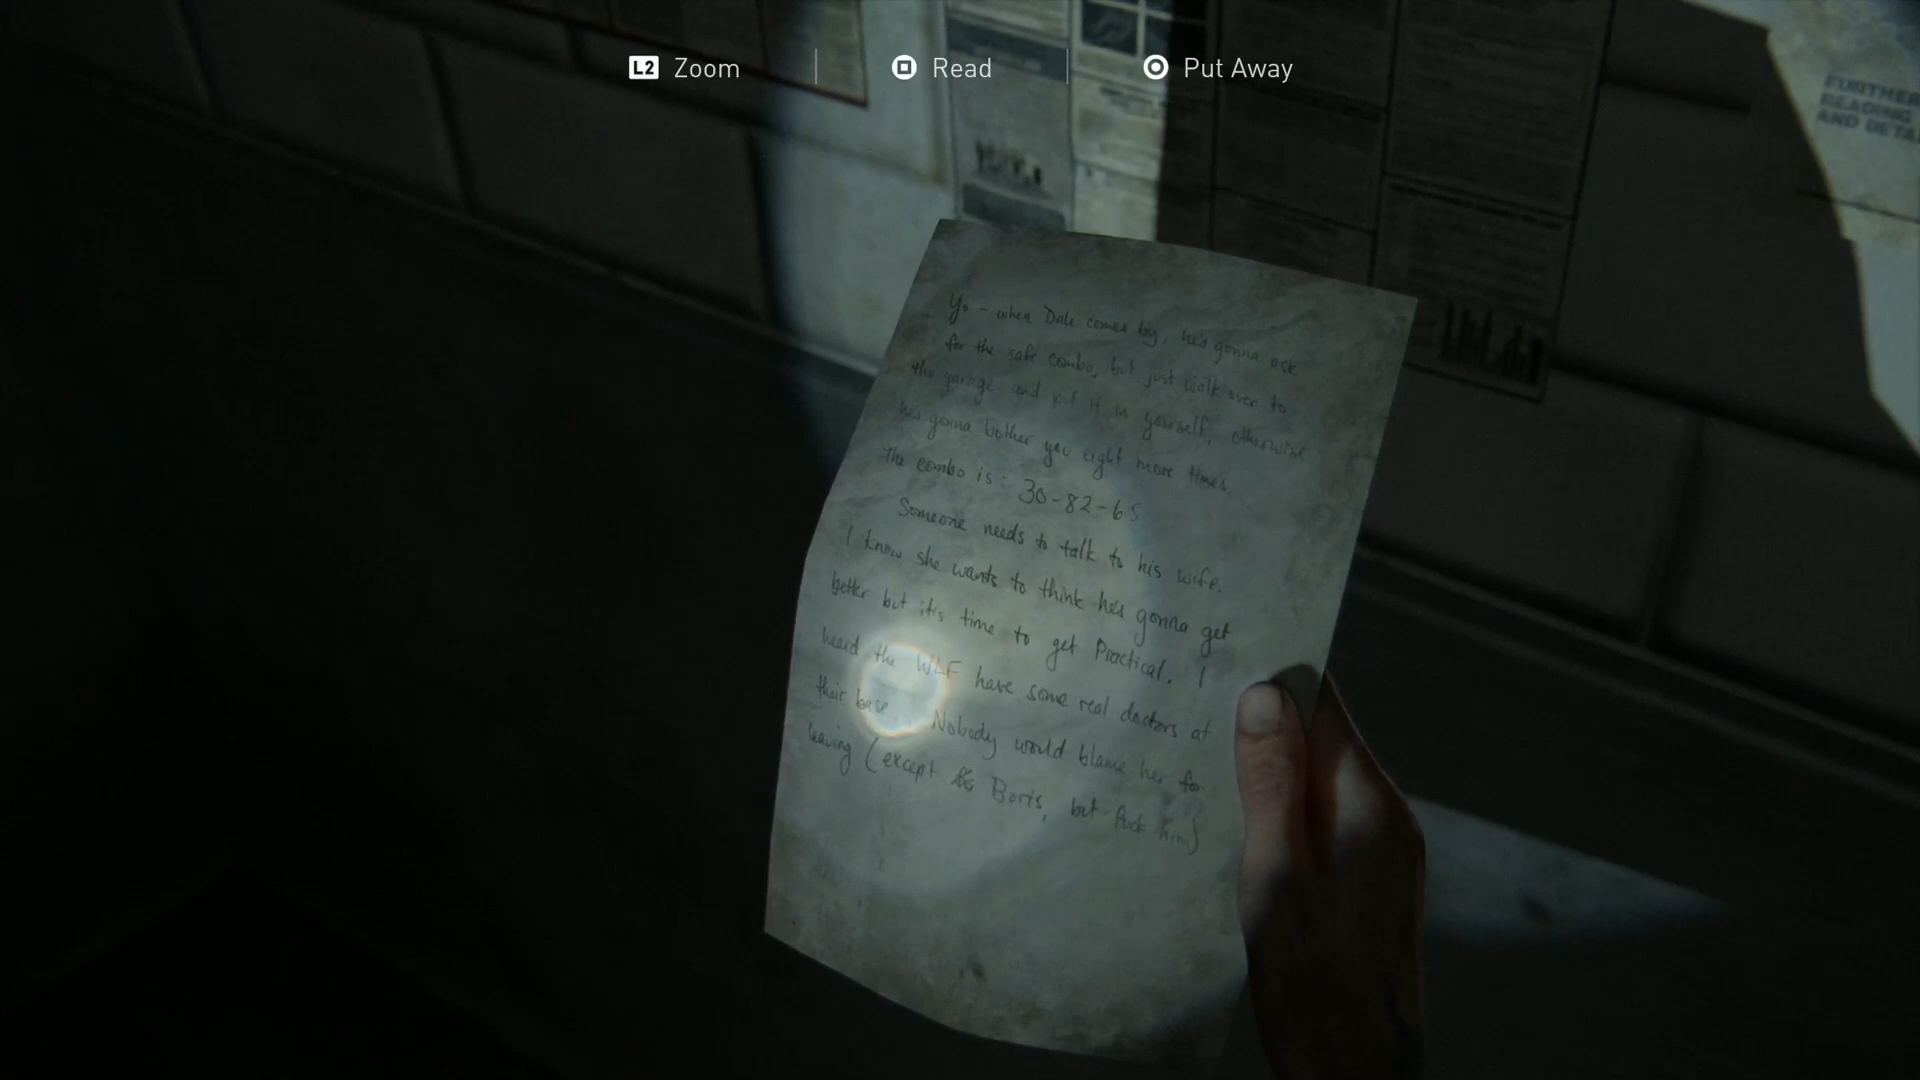 L2 Zoom
Read
Put Away
FURTHER
READING
AND DETA
Yo - when Dale comes by, he's gonna ask
for the safe combo, but just walk over to
the garage and put it in yourself, otherwise
he's gonna bother you eight more times.
the combo is: 30-82-65
Someone needs to talk to his wife.
I know she wants to think he's gonna get
better but it's time to get Practical. I
heard the WLF have some real doctors at
their base. Nobody would blame her for
leaving (except Boris, but fuck him)